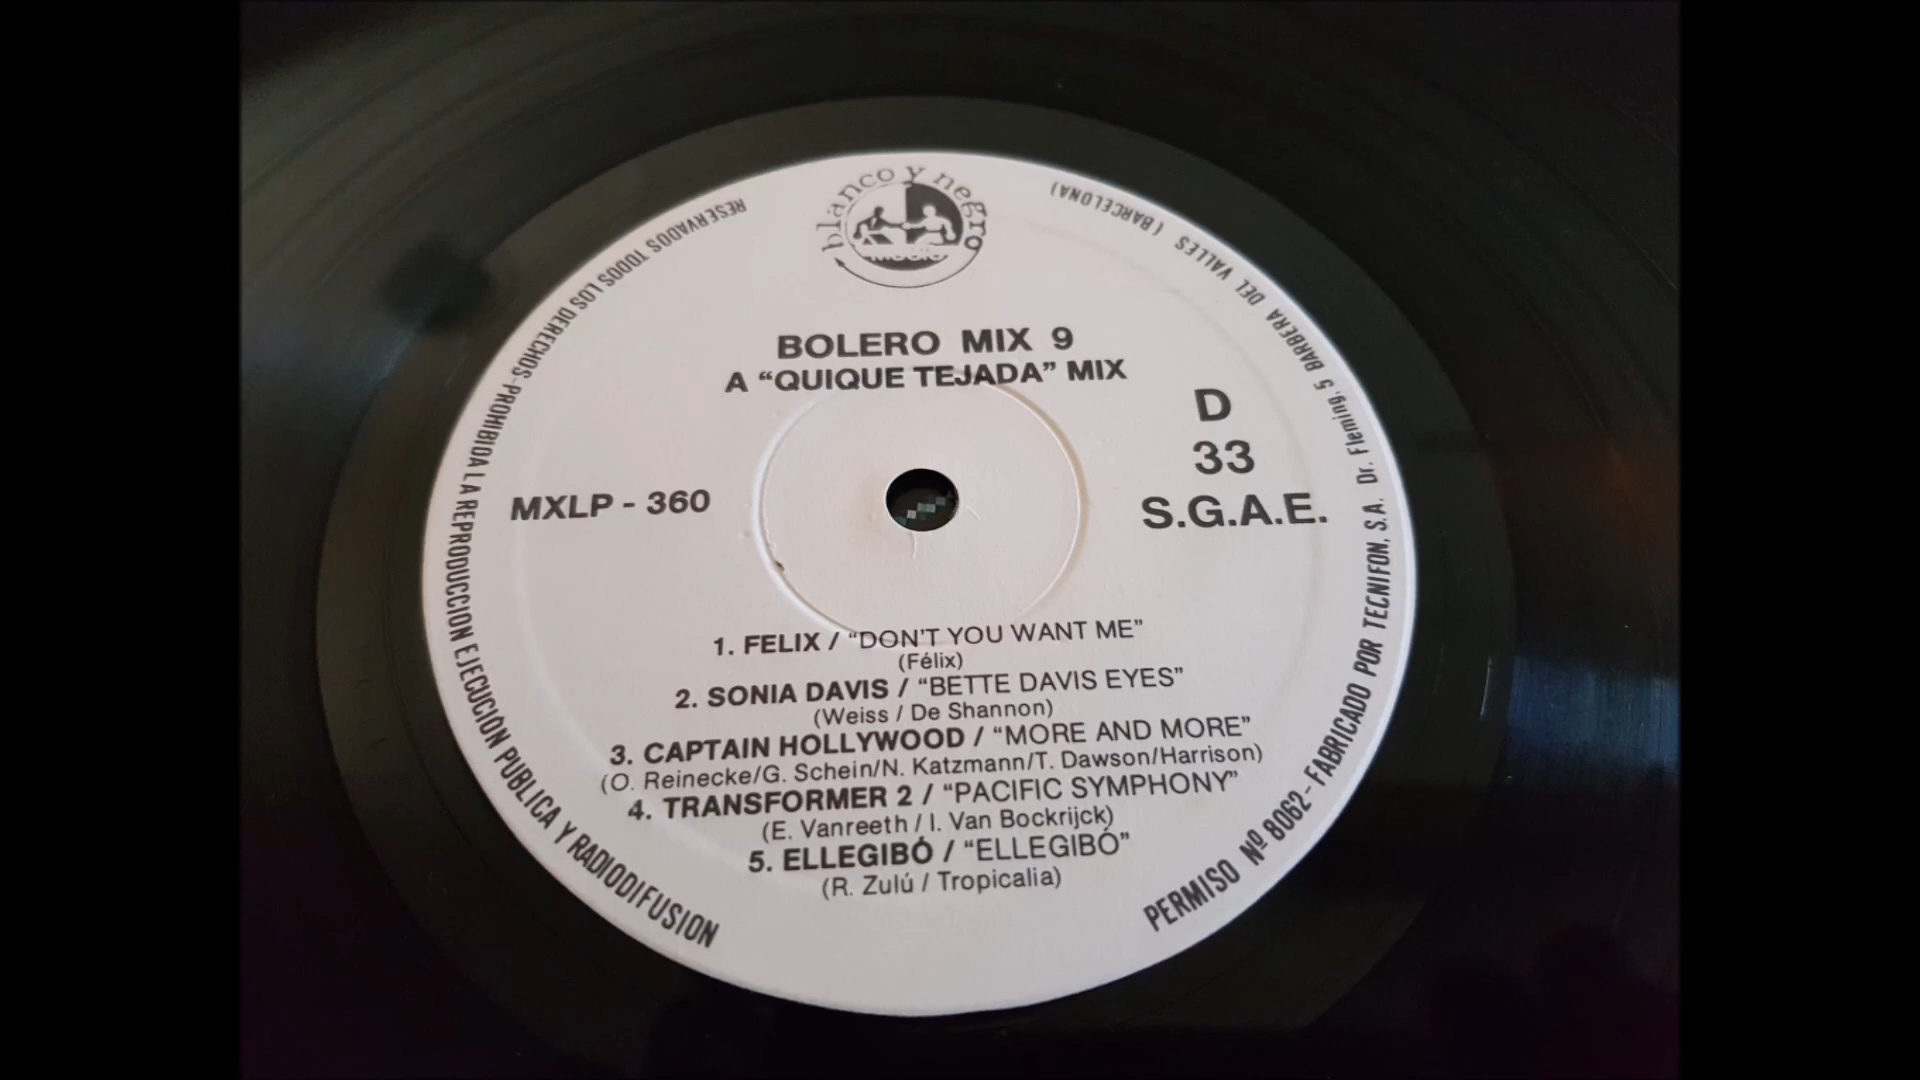 blanco y negro
MUSIC
BOLERO MIX 9
A “QUIQUE TEJADA” MIX
D
33
S.G.A.E.
MXLP - 360
1. FELIX / “DON'T YOU WANT ME”
(Félix)
2. SONIA DAVIS / “BETTE DAVIS EYES”
(Weiss / De Shannon)
3. CAPTAIN HOLLYWOOD / “MORE AND MORE”
(O. Reinecke/G. Schein/N. Katzmann/T. Dawson/Harrison)
4. TRANSFORMER 2 / “PACIFIC SYMPHONY”
(E. Vanreeth / I. Van Bockrijck)
5. ELLEGIBÓ / “ELLEGIBÓ”
(R. Zulú / Tropicalia)
RESERVADOS TODOS LOS DERECHOS-PROHIBIDA LA REPRODUCCION EJECUCIÓN PUBLICA Y RADIODIFUSION
PERMISO Nº 8062-FABRICADO POR TECNIFON, S.A. Dr. Fleming, 5 BARBERA DEL VALLES (BARCELONA)